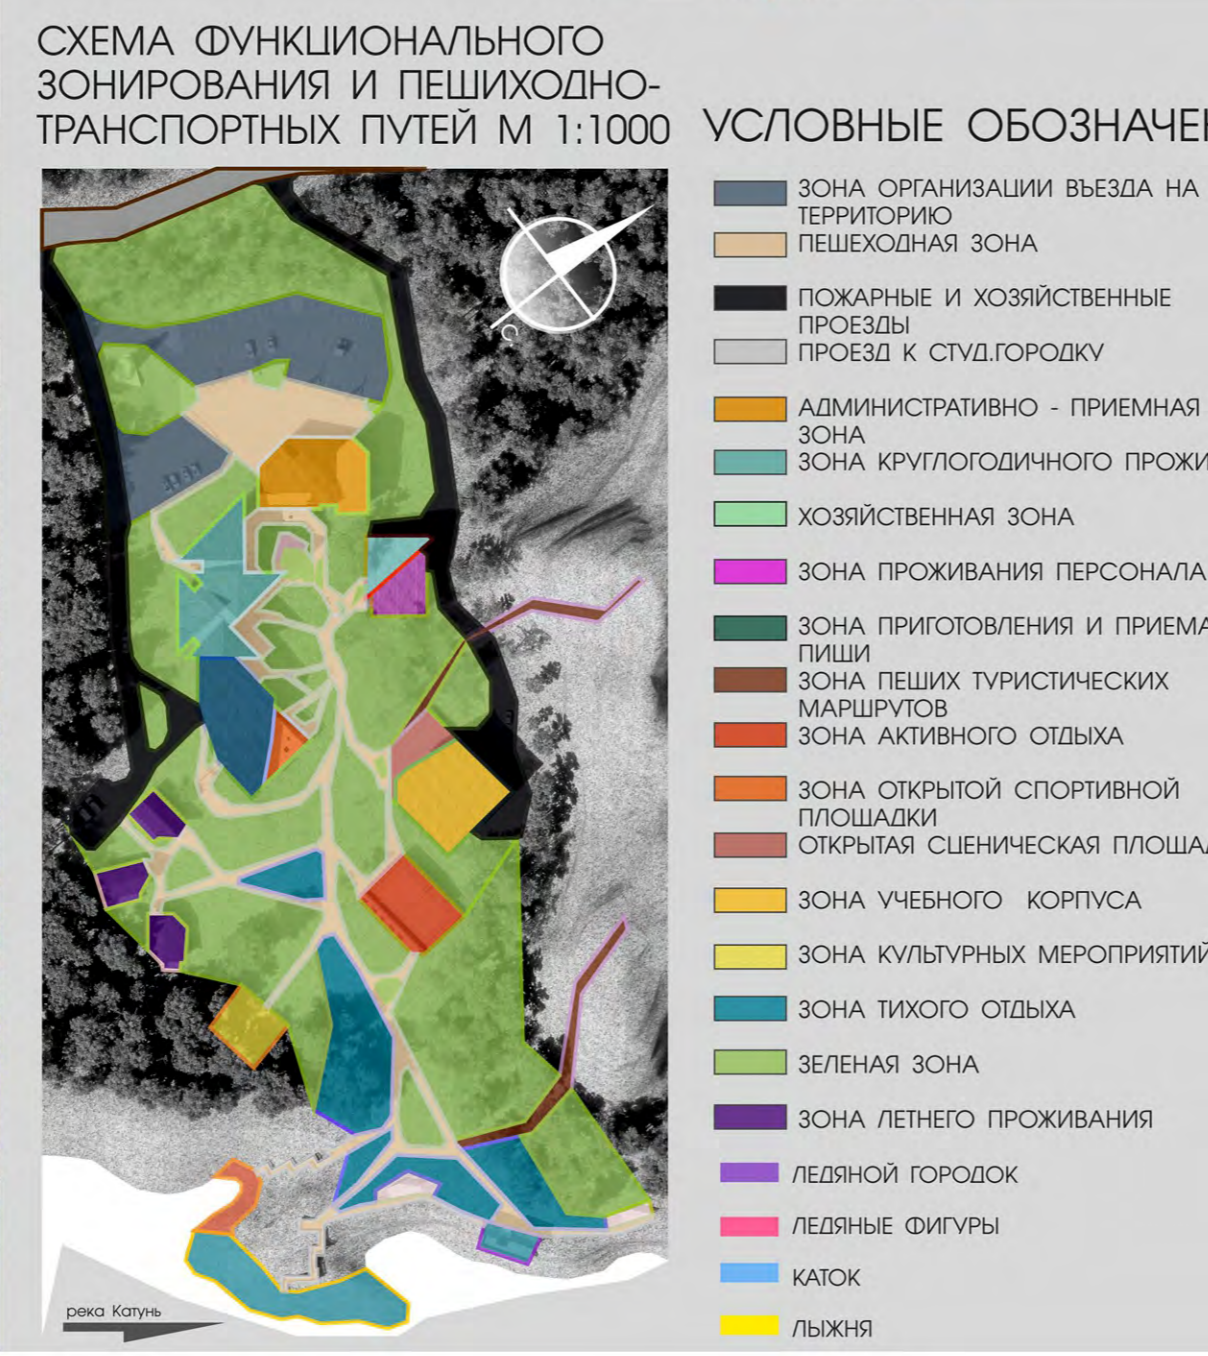 СХЕМА ФУНКЦИОНАЛЬНОГО
ЗОНИРОВАНИЯ И ПЕШИХОДНО-
ТРАНСПОРТНЫХ ПУТЕЙ М 1:1000
УСЛОВНЫЕ ОБОЗНАЧЕН
ЗОНА ОРГАНИЗАЦИИ ВЪЕЗДА НА
ТЕРРИТОРИЮ
ПЕШЕХОДНАЯ ЗОНА
ПОЖАРНЫЕ И ХОЗЯЙСТВЕННЫЕ
ПРОЕЗДЫ
ПРОЕЗД К СТУД.ГОРОДКУ
АДМИНИСТРАТИВНО - ПРИЕМНАЯ
ЗОНА
ЗОНА КРУГЛОГОДИЧНОГО ПРОЖИ
ХОЗЯЙСТВЕННАЯ ЗОНА
ЗОНА ПРОЖИВАНИЯ ПЕРСОНАЛА
ЗОНА ПРИГОТОВЛЕНИЯ И ПРИЕМА
ПИЩИ
ЗОНА ПЕШИХ ТУРИСТИЧЕСКИХ
МАРШРУТОВ
ЗОНА АКТИВНОГО ОТДЫХА
ЗОНА ОТКРЫТОЙ СПОРТИВНОЙ
ПЛОЩАДКИ
ОТКРЫТАЯ СЦЕНИЧЕСКАЯ ПЛОЩАД
ЗОНА УЧЕБНОГО КОРПУСА
ЗОНА КУЛЬТУРНЫХ МЕРОПРИЯТИЙ
ЗОНА ТИХОГО ОТДЫХА
ЗЕЛЕНАЯ ЗОНА
ЗОНА ЛЕТНЕГО ПРОЖИВАНИЯ
ЛЕДЯНОЙ ГОРОДОК
ЛЕДЯНЫЕ ФИГУРЫ
КАТОК
ЛЫЖНЯ
С
река Катунь